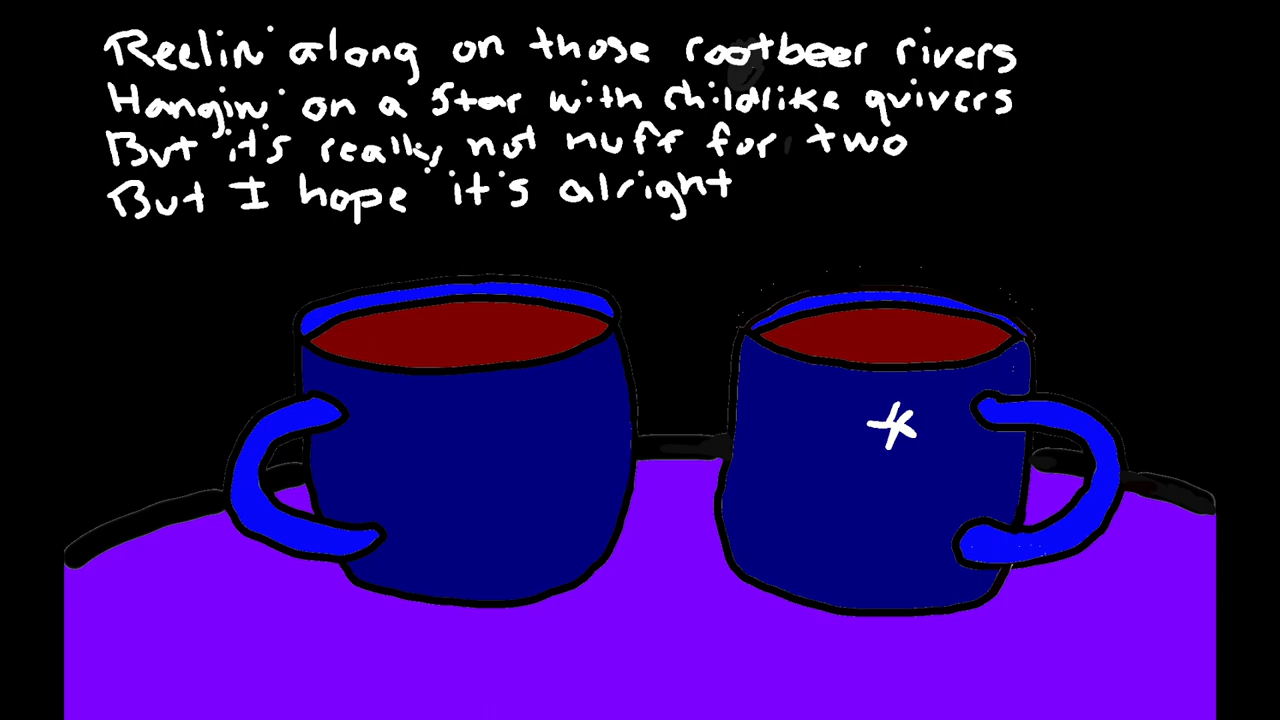 Reelin' along on those rootbeer rivers
Hangin' on a star with childlike quivers
But it's really not nuff for two
But I hope it's alright